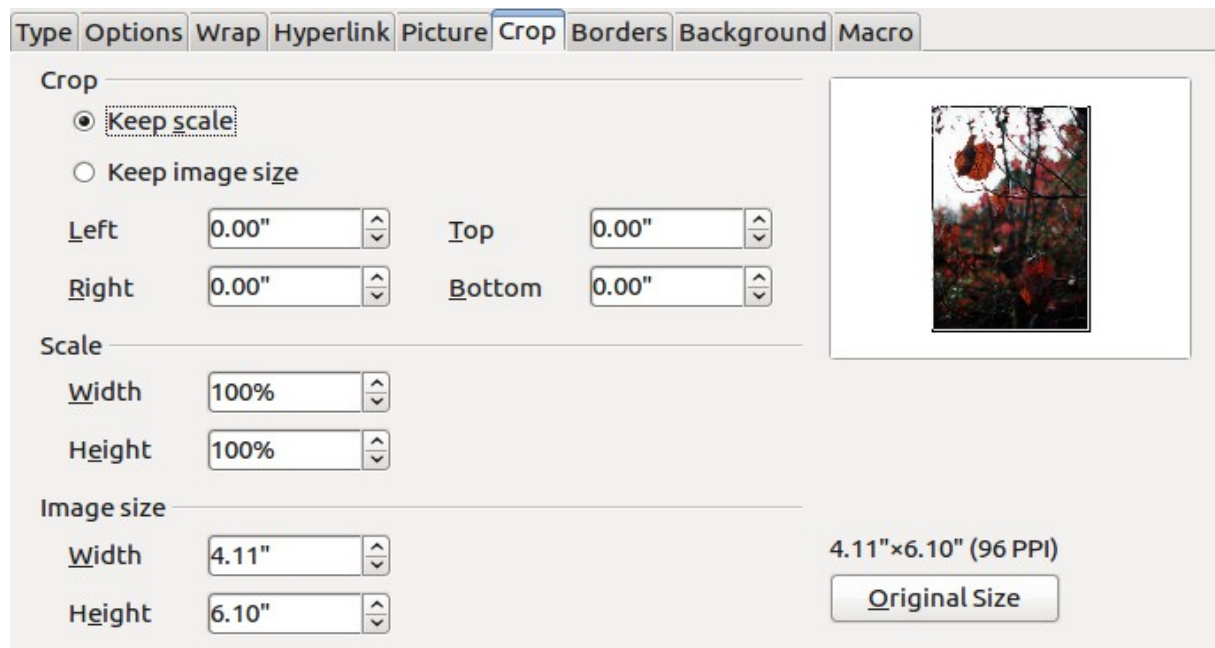 Type Options Wrap Hyperlink Picture Crop Borders Background Macro
Crop
Keep scale
Keep image size
Left 0.00" Top 0.00"
Right 0.00" Bottom 0.00"
Scale
Width 100%
Height 100%
Image size
Width 4.11"
4.11"×6.10" (96 PPI)
Height 6.10"
Original Size